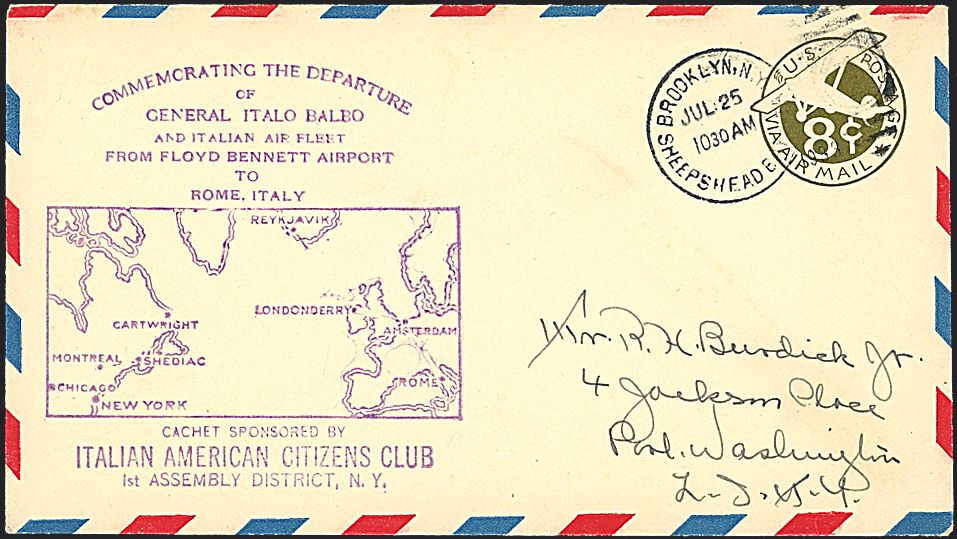 COMMEMORATING THE DEPARTURE
OF
GENERAL ITALO BALBO
AND ITALIAN AIR FLEET
FROM FLOYD BENNETT AIRPORT
TO
ROME, ITALY
REYKJAVIK
LONDONDERRY
CARTWRIGHT
AMSTERDAM
MONTREAL
SHEDIAC
CHICAGO
ROME
NEW YORK
CACHET SPONSORED BY
ITALIAN AMERICAN CITIZENS CLUB
1st ASSEMBLY DISTRICT, N. Y.
BROOKLYN, N.Y.
JUL 25
1030 AM
SHEEPSHEAD B
U.S. POSTAGE
8¢
VIA AIR MAIL
Mr. R. H. Burdick Jr.
4 Jackson Place
Port Washington
L. I. N. Y.